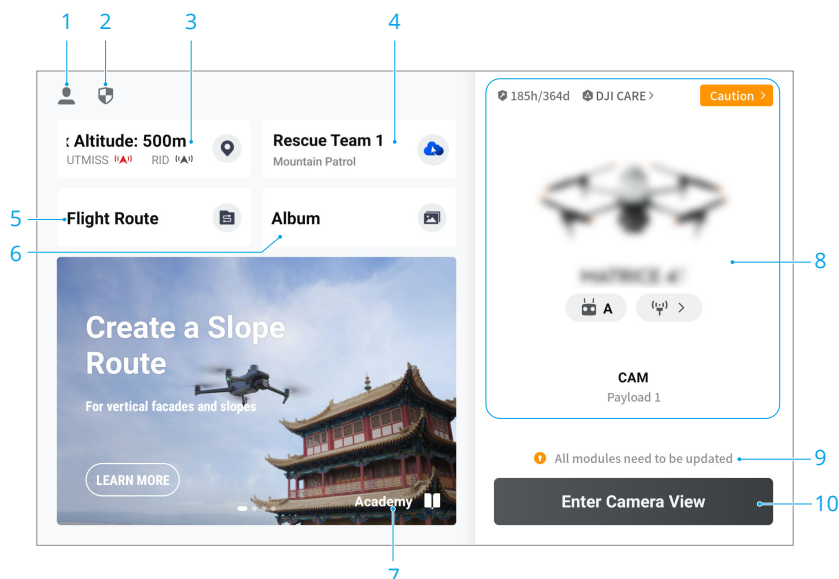 1 2 3 4
185h/364d DJI CARE > Caution >
: Altitude: 500m
UTMISS RID
Rescue Team 1
Mountain Patrol
5
Flight Route
Album
6
8
Create a Slope
Route
A
For vertical facades and slopes
CAM
Payload 1
LEARN MORE
All modules need to be updated
9
Academy
Enter Camera View
10
7